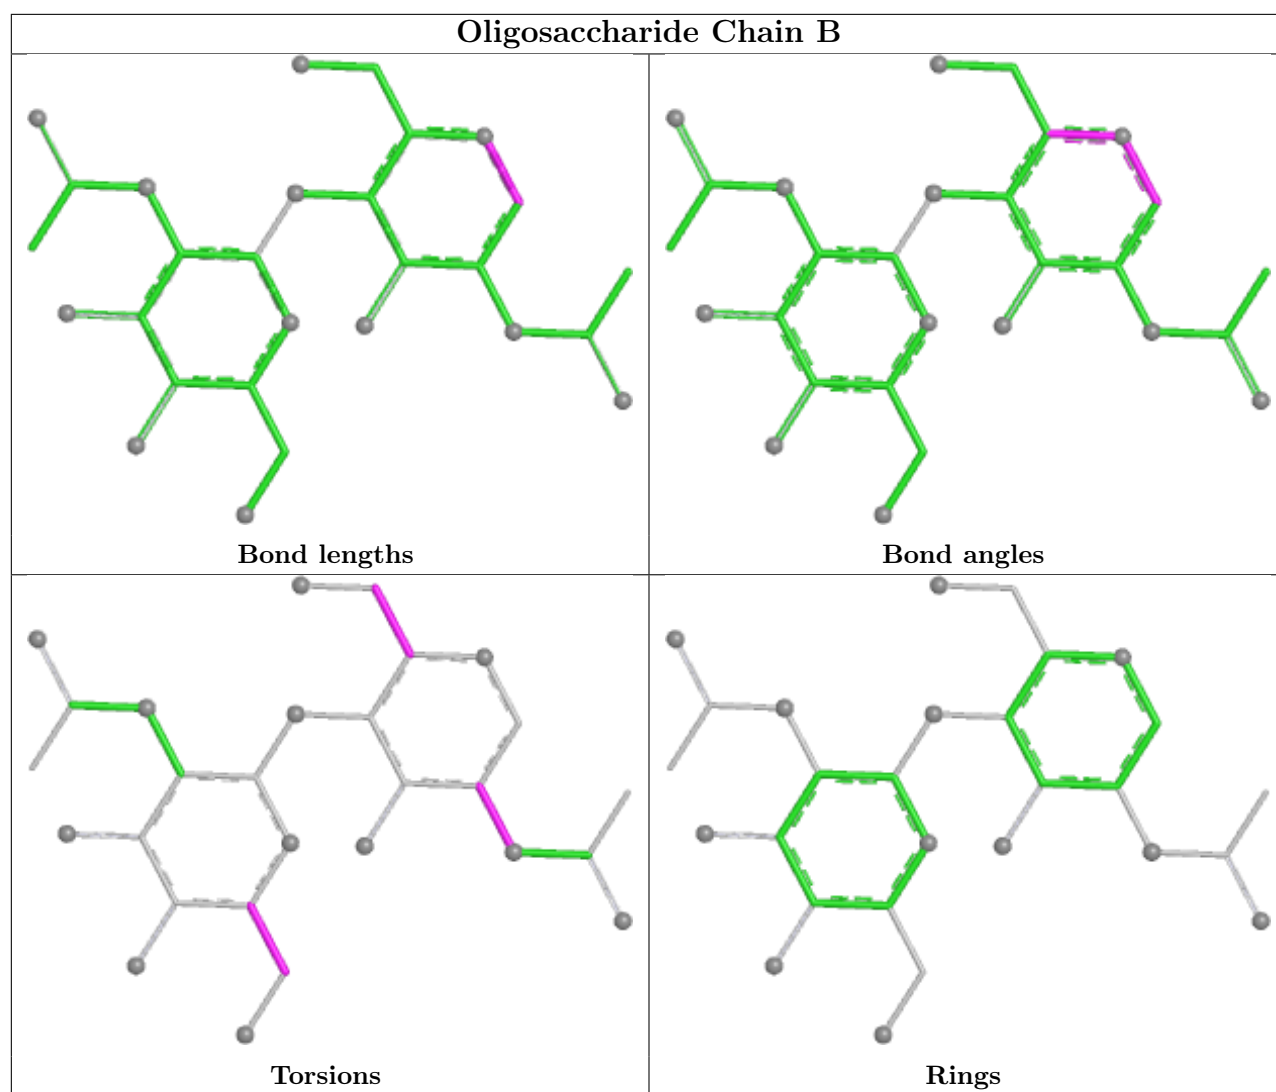 Oligosaccharide Chain B
Bond lengths
Bond angles
Torsions
Rings